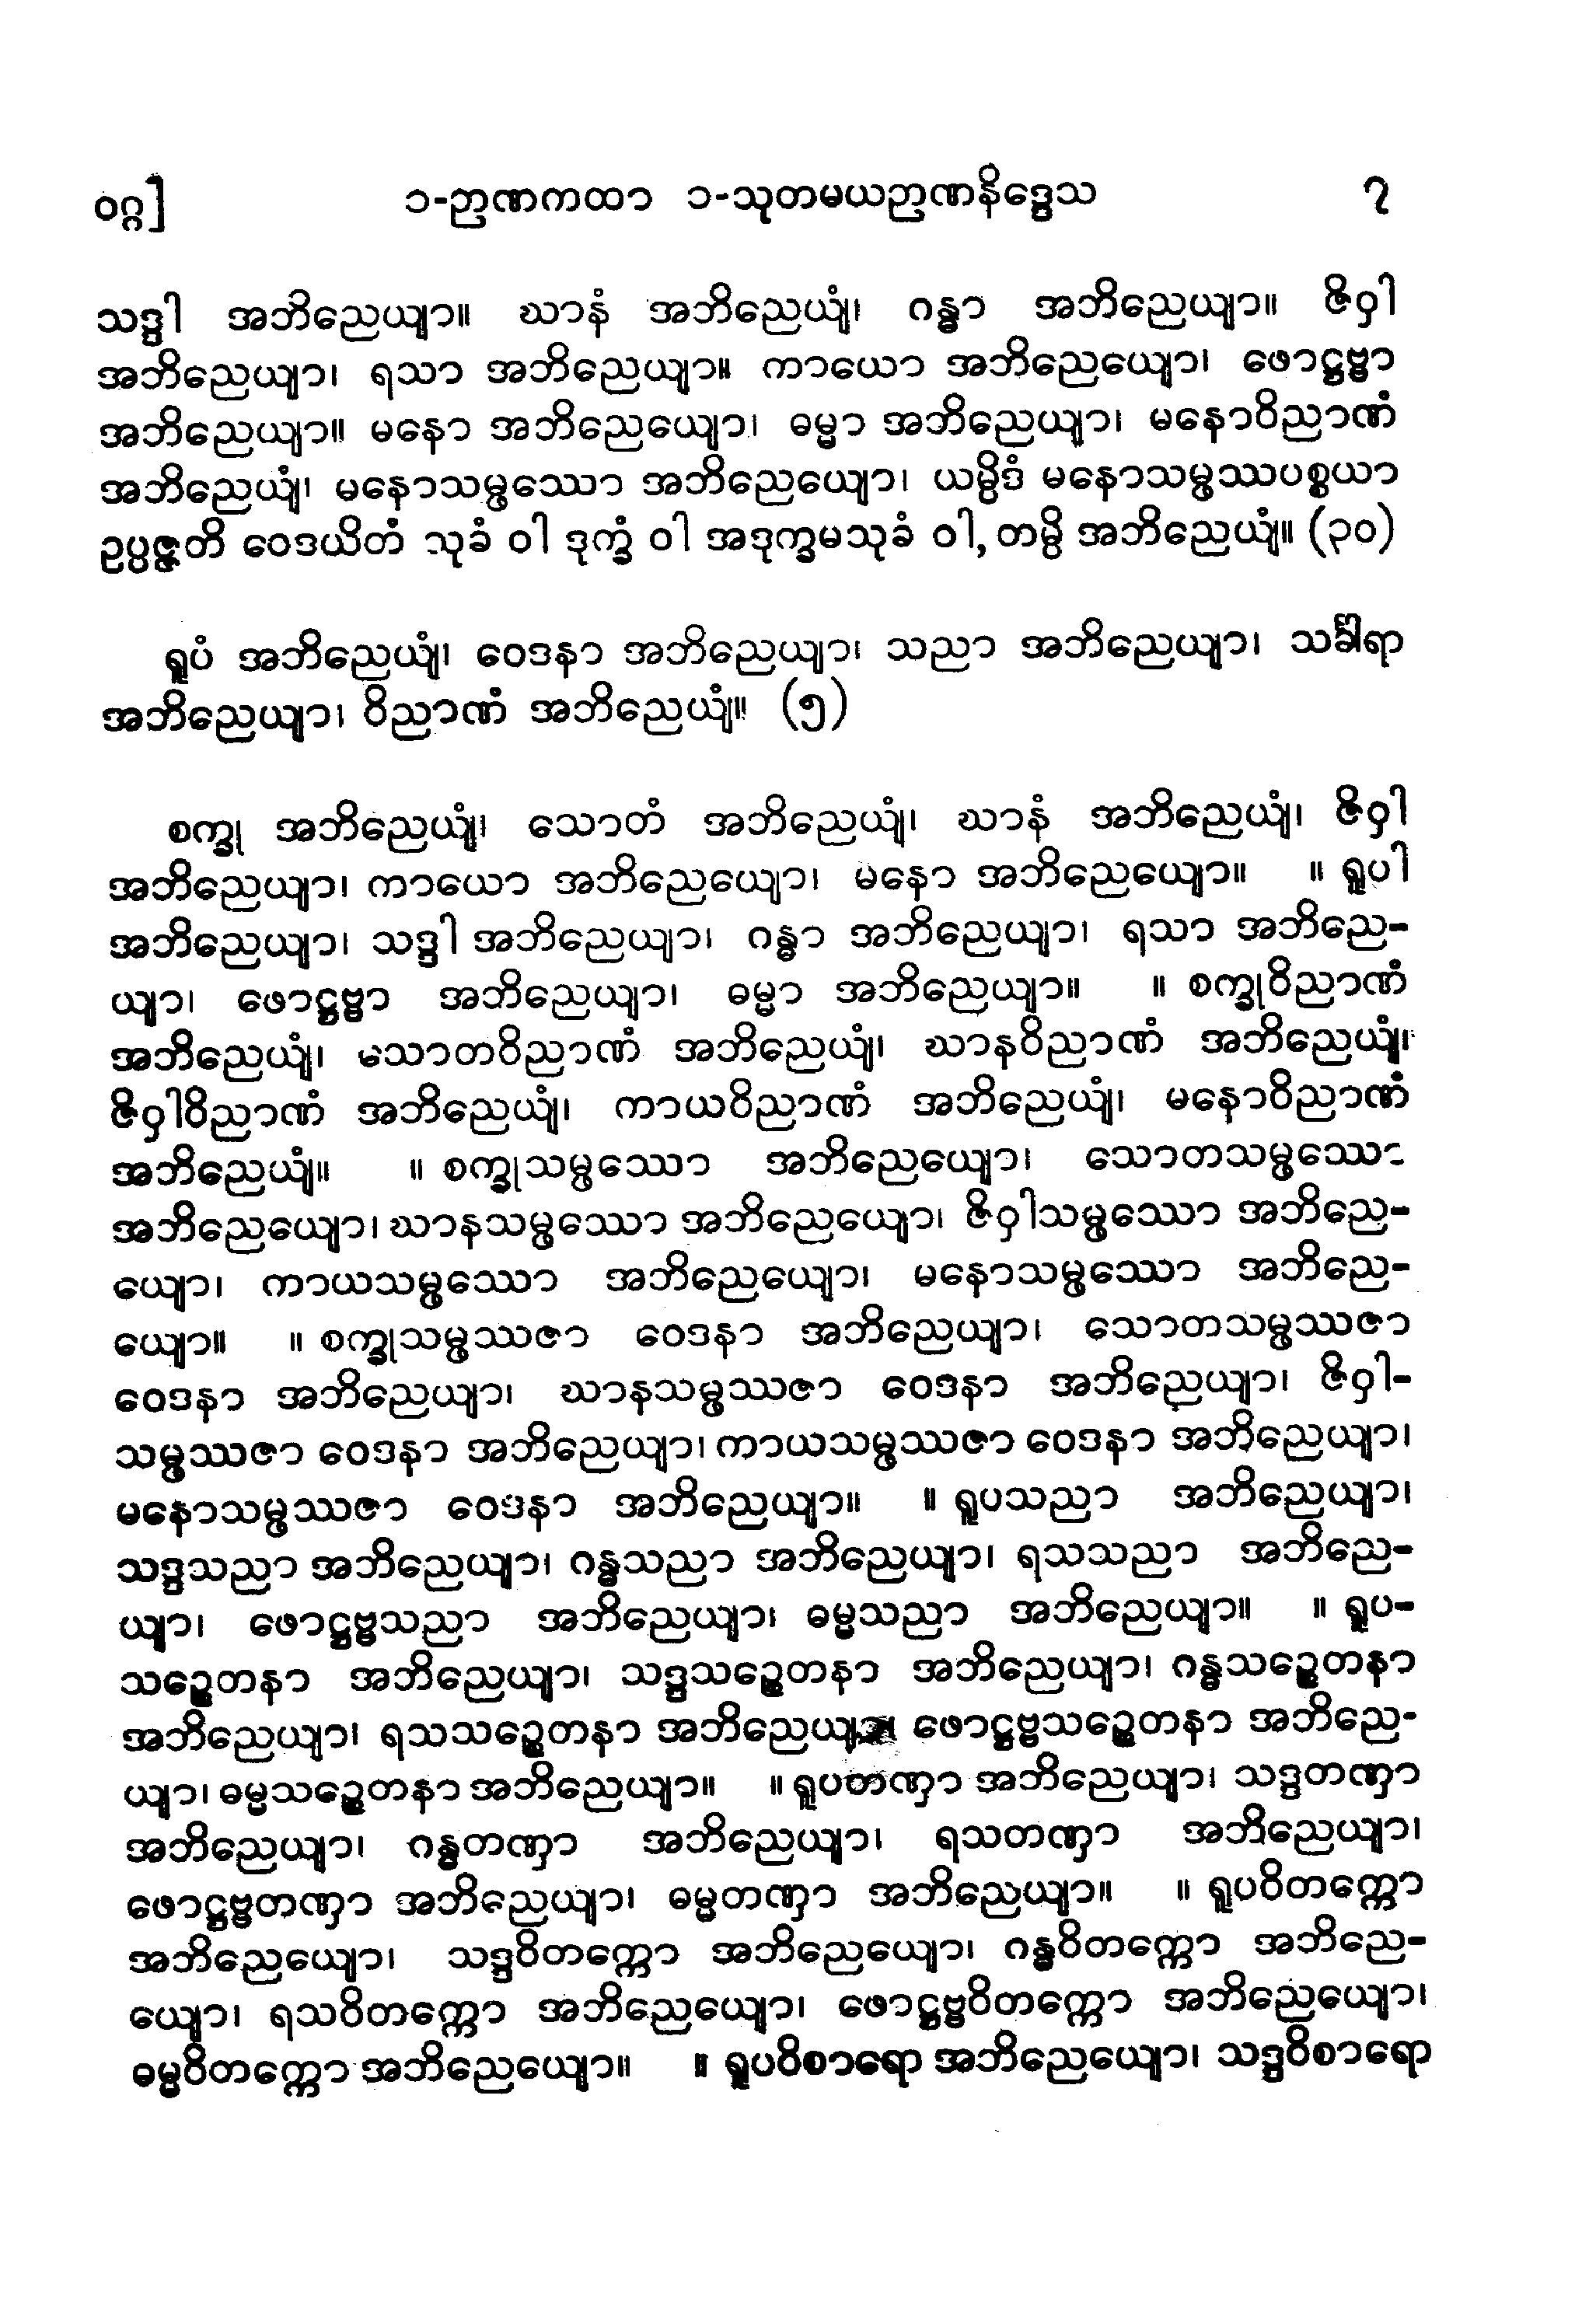 ဝဂ္ဂ]	၁-ဉာဏကထာ ၁-သုတမယဉာဏနိဒ္ဒေသ	၇
သဒ္ဒါ အဘိညေယျာ။ ဃာနံ အဘိညေယျံ၊ ဂန္ဓာ အဘိညေယျာ။ ဇိဝှါ
အဘိညေယျာ၊ ရသာ အဘိညေယျာ။ ကာယော အဘိညေယျော၊ ဖောဋ္ဌဗ္ဗာ
အဘိညေယျာ။ မနော အဘိညေယျော၊ ဓမ္မာ အဘိညေယျာ၊ မနောဝိညာဏံ
အဘိညေယျံ၊ မနောသမ္ဖဿော အဘိညေယျော၊ ယမ္ပိဒံ မနောသမ္ဖဿပစ္စယာ
ဥပ္ပဇ္ဇတိ ဝေဒယိတံ သုခံ ဝါ ဒုက္ခံ ဝါ အဒုက္ခမသုခံ ဝါ, တမ္ပိ အဘိညေယျံ။ (၃၀)
ရူပံ အဘိညေယျံ၊ ဝေဒနာ အဘိညေယျာ၊ သညာ အဘိညေယျာ၊ သင်္ခါရာ
အဘိညေယျာ၊ ဝိညာဏံ အဘိညေယျံ။ (၅)
စက္ခု အဘိညေယျံ၊ သောတံ အဘိညေယျံ၊ ဃာနံ အဘိညေယျံ၊ ဇိဝှါ
အဘိညေယျာ၊ ကာယော အဘိညေယျော၊ မနော အဘိညေယျော။ ။ ရူပါ
အဘိညေယျာ၊ သဒ္ဒါ အဘိညေယျာ၊ ဂန္ဓာ အဘိညေယျာ၊ ရသာ အဘိညေ-
ယျာ၊ ဖောဋ္ဌဗ္ဗာ အဘိညေယျာ၊ ဓမ္မာ အဘိညေယျာ။ ။ စက္ခုဝိညာဏံ
အဘိညေယျံ၊ သောတဝိညာဏံ အဘိညေယျံ၊ ဃာနဝိညာဏံ အဘိညေယျံ၊
ဇိဝှါဝိညာဏံ အဘိညေယျံ၊ ကာယဝိညာဏံ အဘိညေယျံ၊ မနောဝိညာဏံ
အဘိညေယျံ။ ။ စက္ခုသမ္ဖဿော အဘိညေယျော၊ သောတသမ္ဖဿော
အဘိညေယျော၊ ဃာနသမ္ဖဿော အဘိညေယျော၊ ဇိဝှါသမ္ဖဿော အဘိညေ-
ယျော၊ ကာယသမ္ဖဿော အဘိညေယျော၊ မနောသမ္ဖဿော အဘိညေ-
ယျော။ ။ စက္ခုသမ္ဖဿဇာ ဝေဒနာ အဘိညေယျာ၊ သောတသမ္ဖဿဇာ
ဝေဒနာ အဘိညေယျာ၊ ဃာနသမ္ဖဿဇာ ဝေဒနာ အဘိညေယျာ၊ ဇိဝှါ-
သမ္ဖဿဇာ ဝေဒနာ အဘိညေယျာ၊ ကာယသမ္ဖဿဇာ ဝေဒနာ အဘိညေယျာ၊
မနောသမ္ဖဿဇာ ဝေဒနာ အဘိညေယျာ။ ။ ရူပသညာ အဘိညေယျာ၊
သဒ္ဒသညာ အဘိညေယျာ၊ ဂန္ဓသညာ အဘိညေယျာ၊ ရသသညာ အဘိညေ-
ယျာ၊ ဖောဋ္ဌဗ္ဗသညာ အဘိညေယျာ၊ ဓမ္မသညာ အဘိညေယျာ။ ။ ရူပ-
သဉ္စေတနာ အဘိညေယျာ၊ သဒ္ဒသဉ္စေတနာ အဘိညေယျာ၊ ဂန္ဓသဉ္စေတနာ
အဘိညေယျာ၊ ရသသဉ္စေတနာ အဘိညေယျာ၊ ဖောဋ္ဌဗ္ဗသဉ္စေတနာ အဘိညေ-
ယျာ၊ ဓမ္မသဉ္စေတနာ အဘိညေယျာ။ ။ ရူပတဏှာ အဘိညေယျာ၊ သဒ္ဒတဏှာ
အဘိညေယျာ၊ ဂန္ဓတဏှာ အဘိညေယျာ၊ ရသတဏှာ အဘိညေယျာ၊
ဖောဋ္ဌဗ္ဗတဏှာ အဘိညေယျာ၊ ဓမ္မတဏှာ အဘိညေယျာ။ ။ ရူပဝိတက္ကော
အဘိညေယျော၊ သဒ္ဒဝိတက္ကော အဘိညေယျော၊ ဂန္ဓဝိတက္ကော အဘိညေ-
ယျော၊ ရသဝိတက္ကော အဘိညေယျော၊ ဖောဋ္ဌဗ္ဗဝိတက္ကော အဘိညေယျော၊
ဓမ္မဝိတက္ကော အဘိညေယျော။ ။ ရူပဝိစာရော အဘိညေယျော၊ သဒ္ဒဝိစာရော